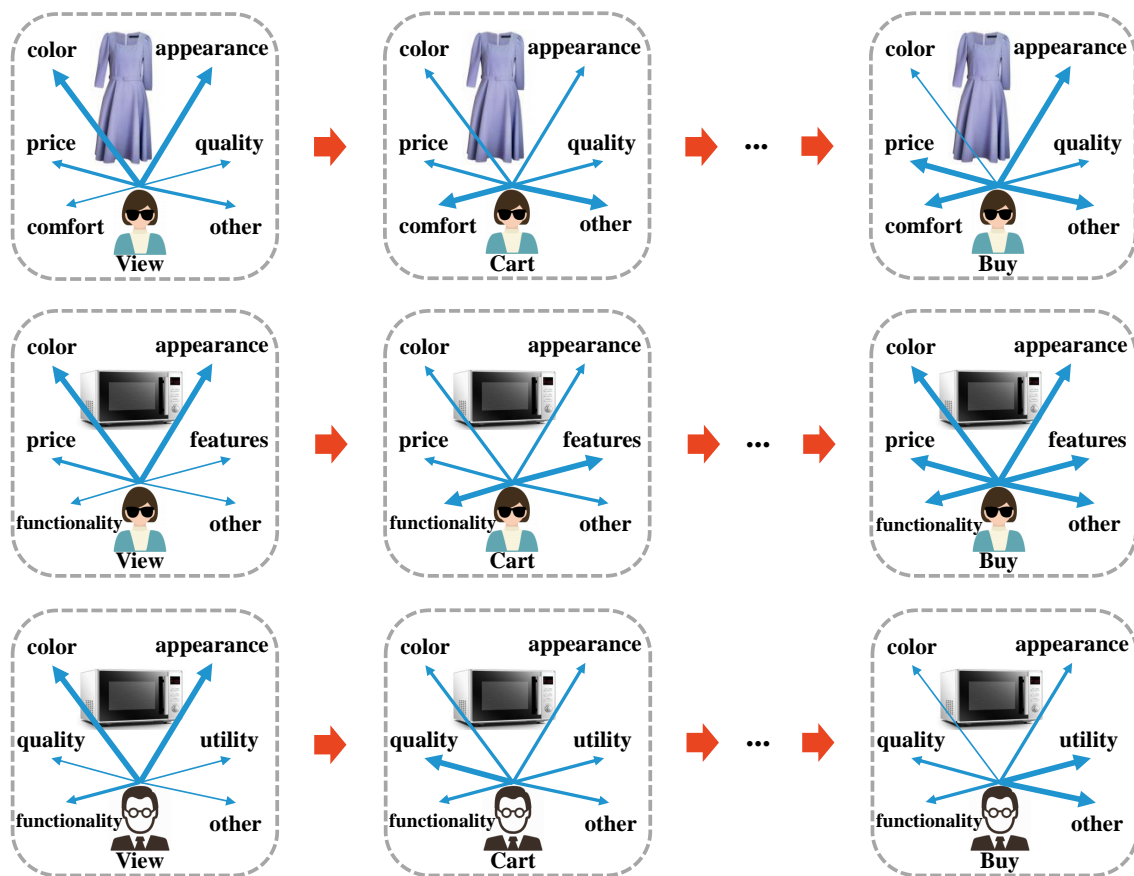 color appearance
price quality
comfort other
View
color appearance
price quality
comfort other
Cart
...
color appearance
price quality
comfort other
Buy
color appearance
price features
functionality other
View
color appearance
price features
functionality other
Cart
...
color appearance
price features
functionality other
Buy
color appearance
quality utility
functionality other
View
color appearance
quality utility
functionality other
Cart
...
color appearance
quality utility
functionality other
Buy